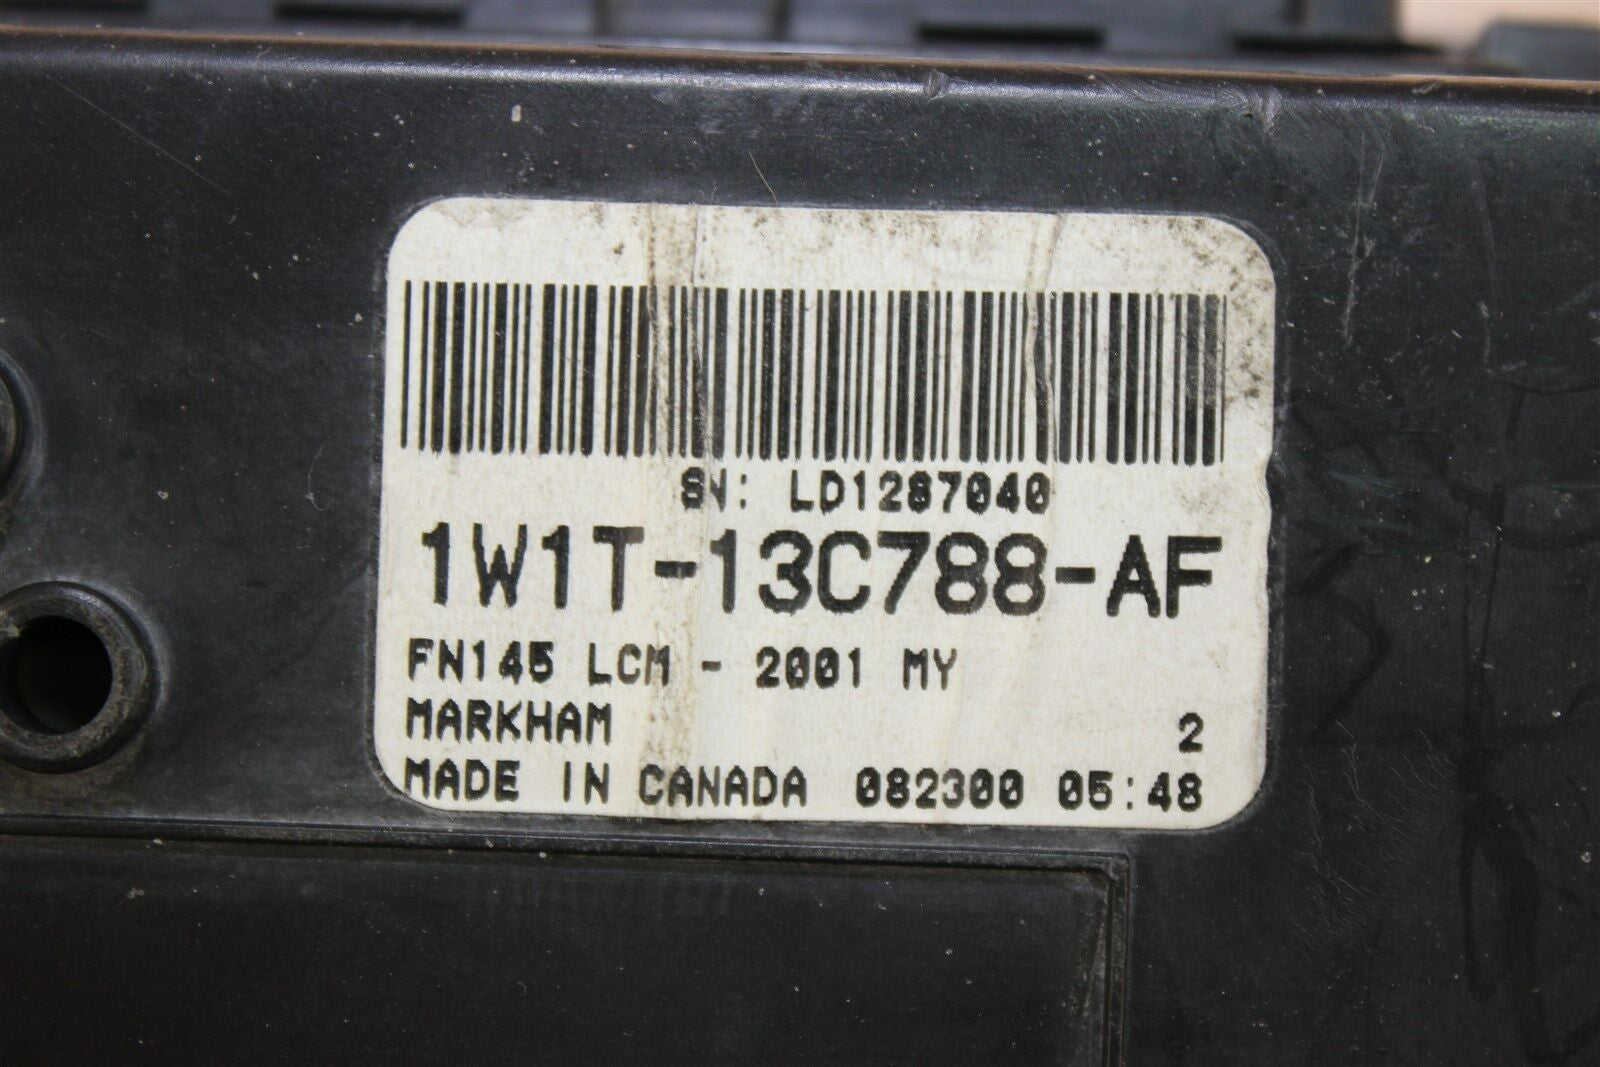 SN: LD1287040
1W1T-13C788-AF
FN145 LCM - 2001 MY
MARKHAM 2
MADE IN CANADA 082300 05:48